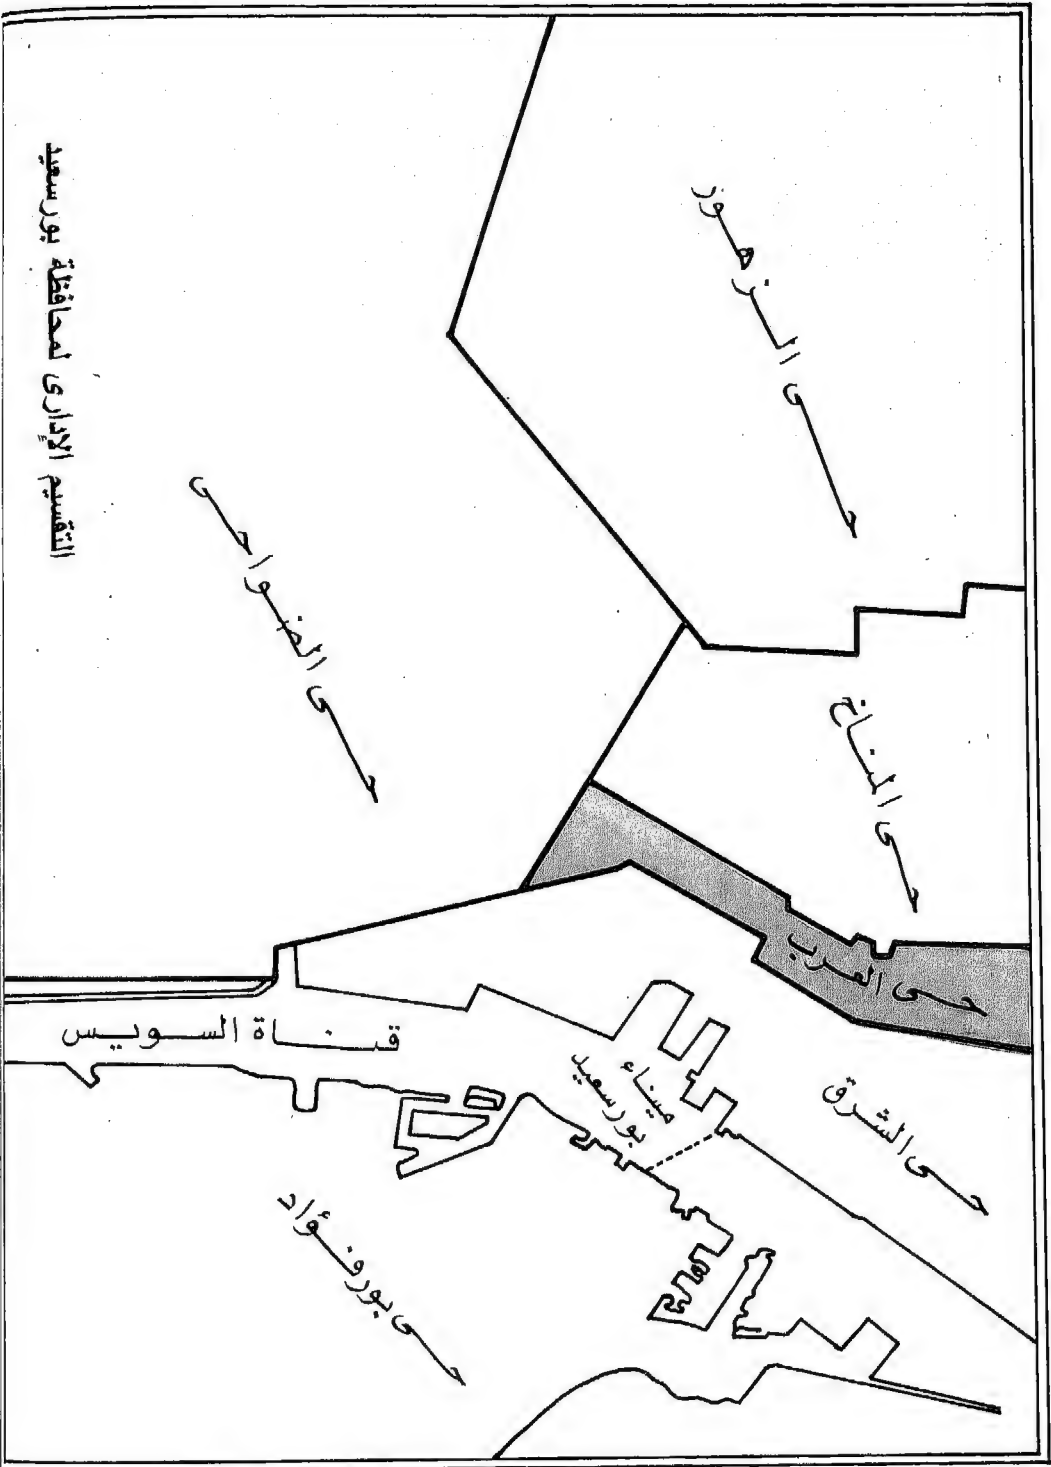 التقسيم الإدارى لمحافظة بورسعيد
حى الزهور
حى المناخ
حى الضواحى
حى العرب
حى الشرق
قناة السويس
ميناء
بورسعيد
حى بورفؤاد